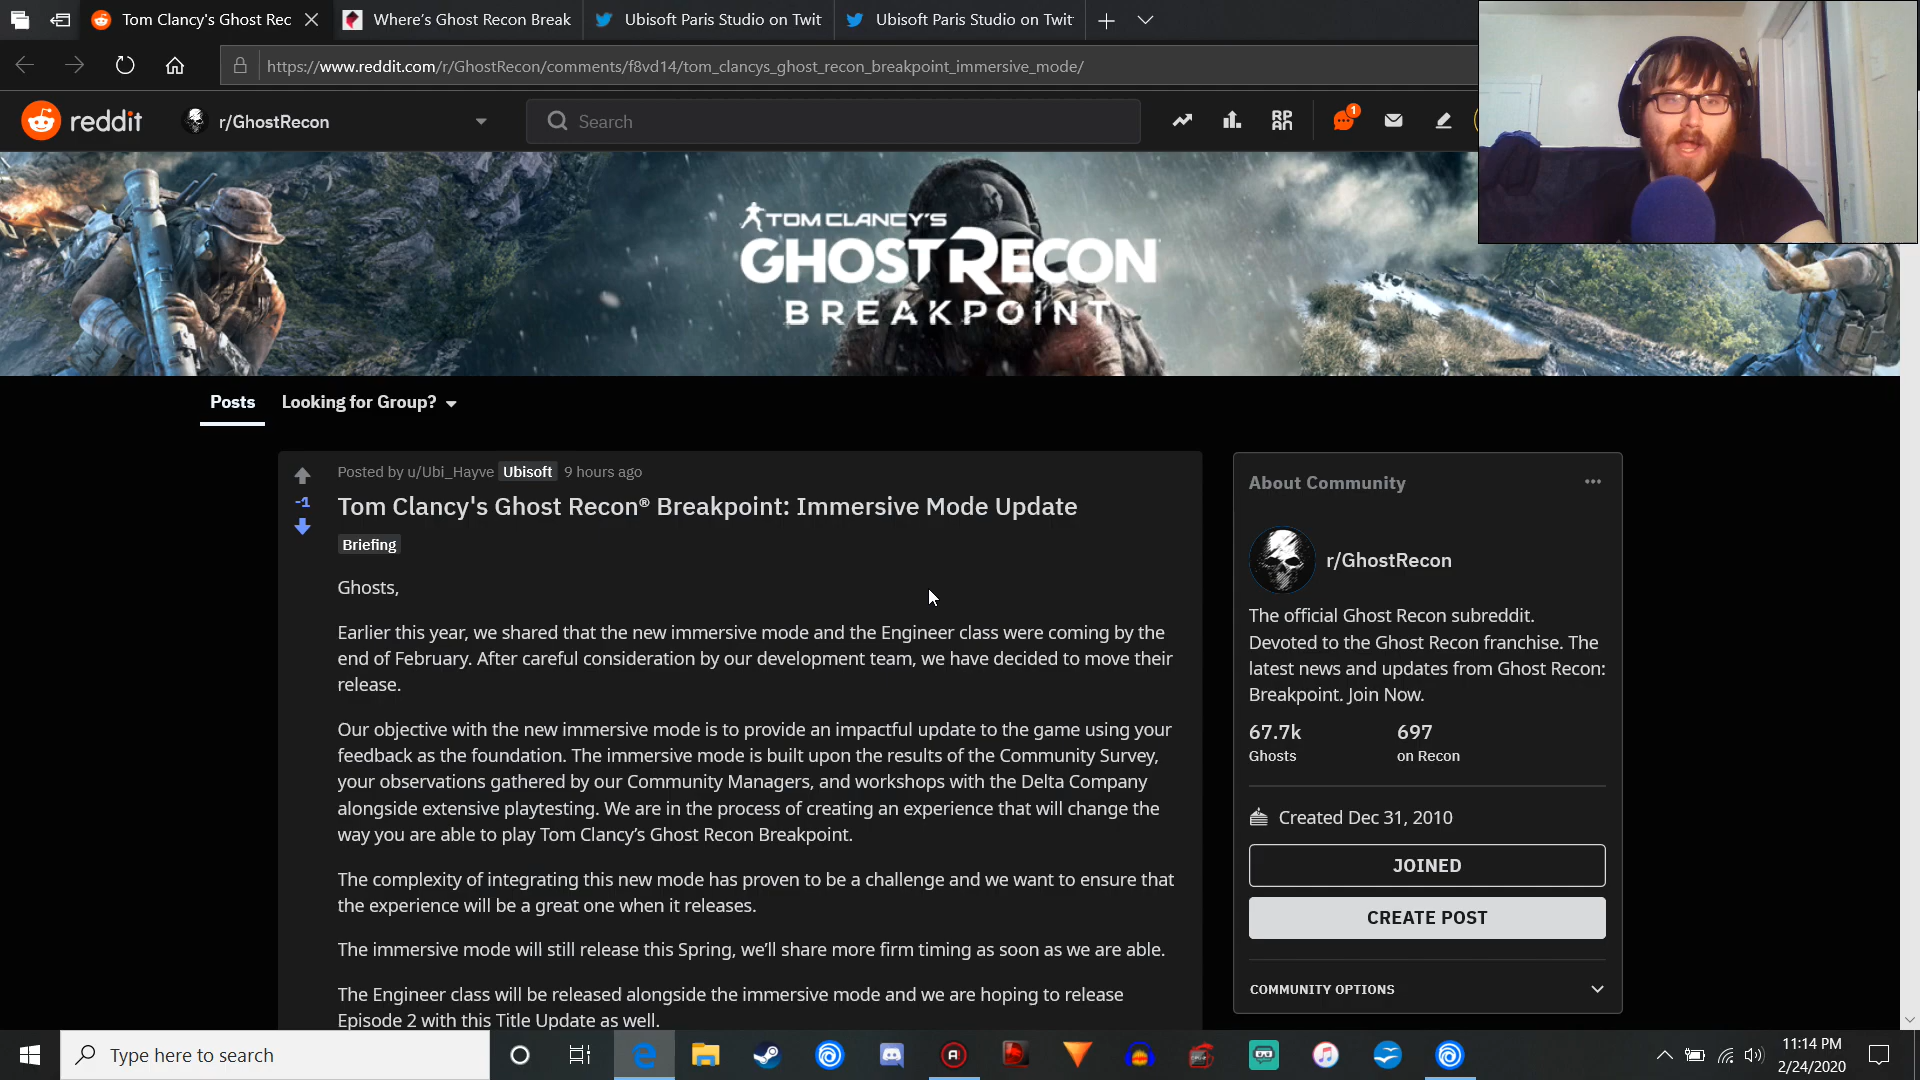 Tom Clancy's Ghost Rec
Where's Ghost Recon Break
Ubisoft Paris Studio on Twit
Ubisoft Paris Studio on Twit
https://www.reddit.com/r/GhostRecon/comments/f8vd14/tom_clancys_ghost_recon_breakpoint_immersive_mode/
reddit
r/GhostRecon
Search
RP
AN
1
TOM CLANCY'S
GHOST RECON
BREAKPOINT
Posts
Looking for Group?
Posted by u/Ubi_Hayve Ubisoft 9 hours ago
-1
Tom Clancy's Ghost Recon® Breakpoint: Immersive Mode Update
Briefing
Ghosts,
Earlier this year, we shared that the new immersive mode and the Engineer class were coming by the
end of February. After careful consideration by our development team, we have decided to move their
release.
Our objective with the new immersive mode is to provide an impactful update to the game using your
feedback as the foundation. The immersive mode is built upon the results of the Community Survey,
your observations gathered by our Community Managers, and workshops with the Delta Company
alongside extensive playtesting. We are in the process of creating an experience that will change the
way you are able to play Tom Clancy's Ghost Recon Breakpoint.
The complexity of integrating this new mode has proven to be a challenge and we want to ensure that
the experience will be a great one when it releases.
The immersive mode will still release this Spring, we'll share more firm timing as soon as we are able.
The Engineer class will be released alongside the immersive mode and we are hoping to release
Episode 2 with this Title Update as well.
About Community
r/GhostRecon
The official Ghost Recon subreddit.
Devoted to the Ghost Recon franchise. The
latest news and updates from Ghost Recon:
Breakpoint. Join Now.
67.7k
Ghosts
697
on Recon
Created Dec 31, 2010
JOINED
CREATE POST
COMMUNITY OPTIONS
Type here to search
11:14 PM
2/24/2020